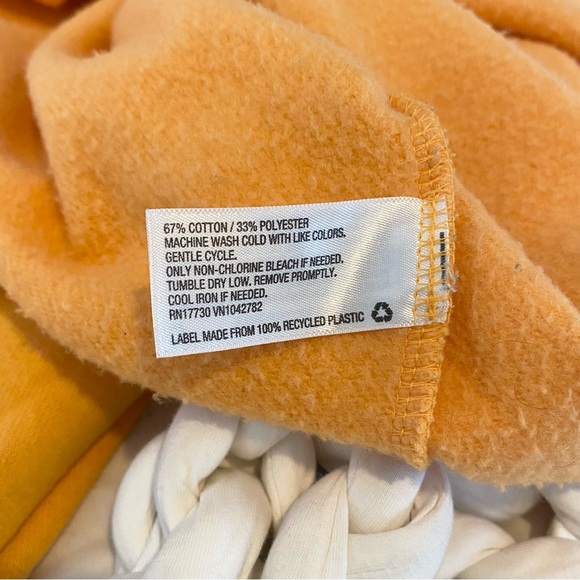 67% COTTON / 33% POLYESTER
MACHINE WASH COLD WITH LIKE COLORS.
GENTLE CYCLE.
ONLY NON-CHLORINE BLEACH IF NEEDED.
TUMBLE DRY LOW. REMOVE PROMPTLY.
COOL IRON IF NEEDED.
RN17730 VN1042782
LABEL MADE FROM 100% RECYCLED PLASTIC